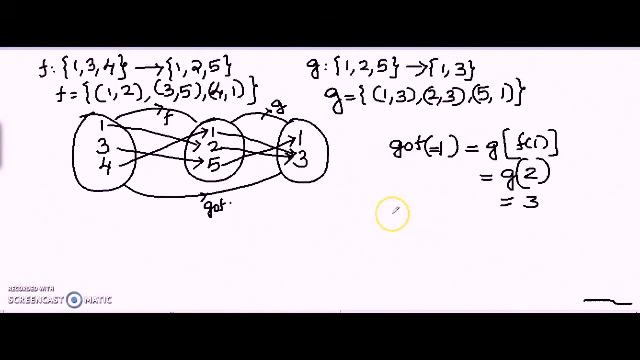 f: {1,3,4} → {1,2,5}
f = {(1,2),(3,5),(4,1)}
g: {1,2,5} → {1,3}
g = {(1,3),(2,3),(5,1)}
f
g
1
3
4
1
2
5
1
3
gof.
gof(1) = g[f(1)]
= g(2)
= 3
RECORDED WITH
SCREENCAST MATIC